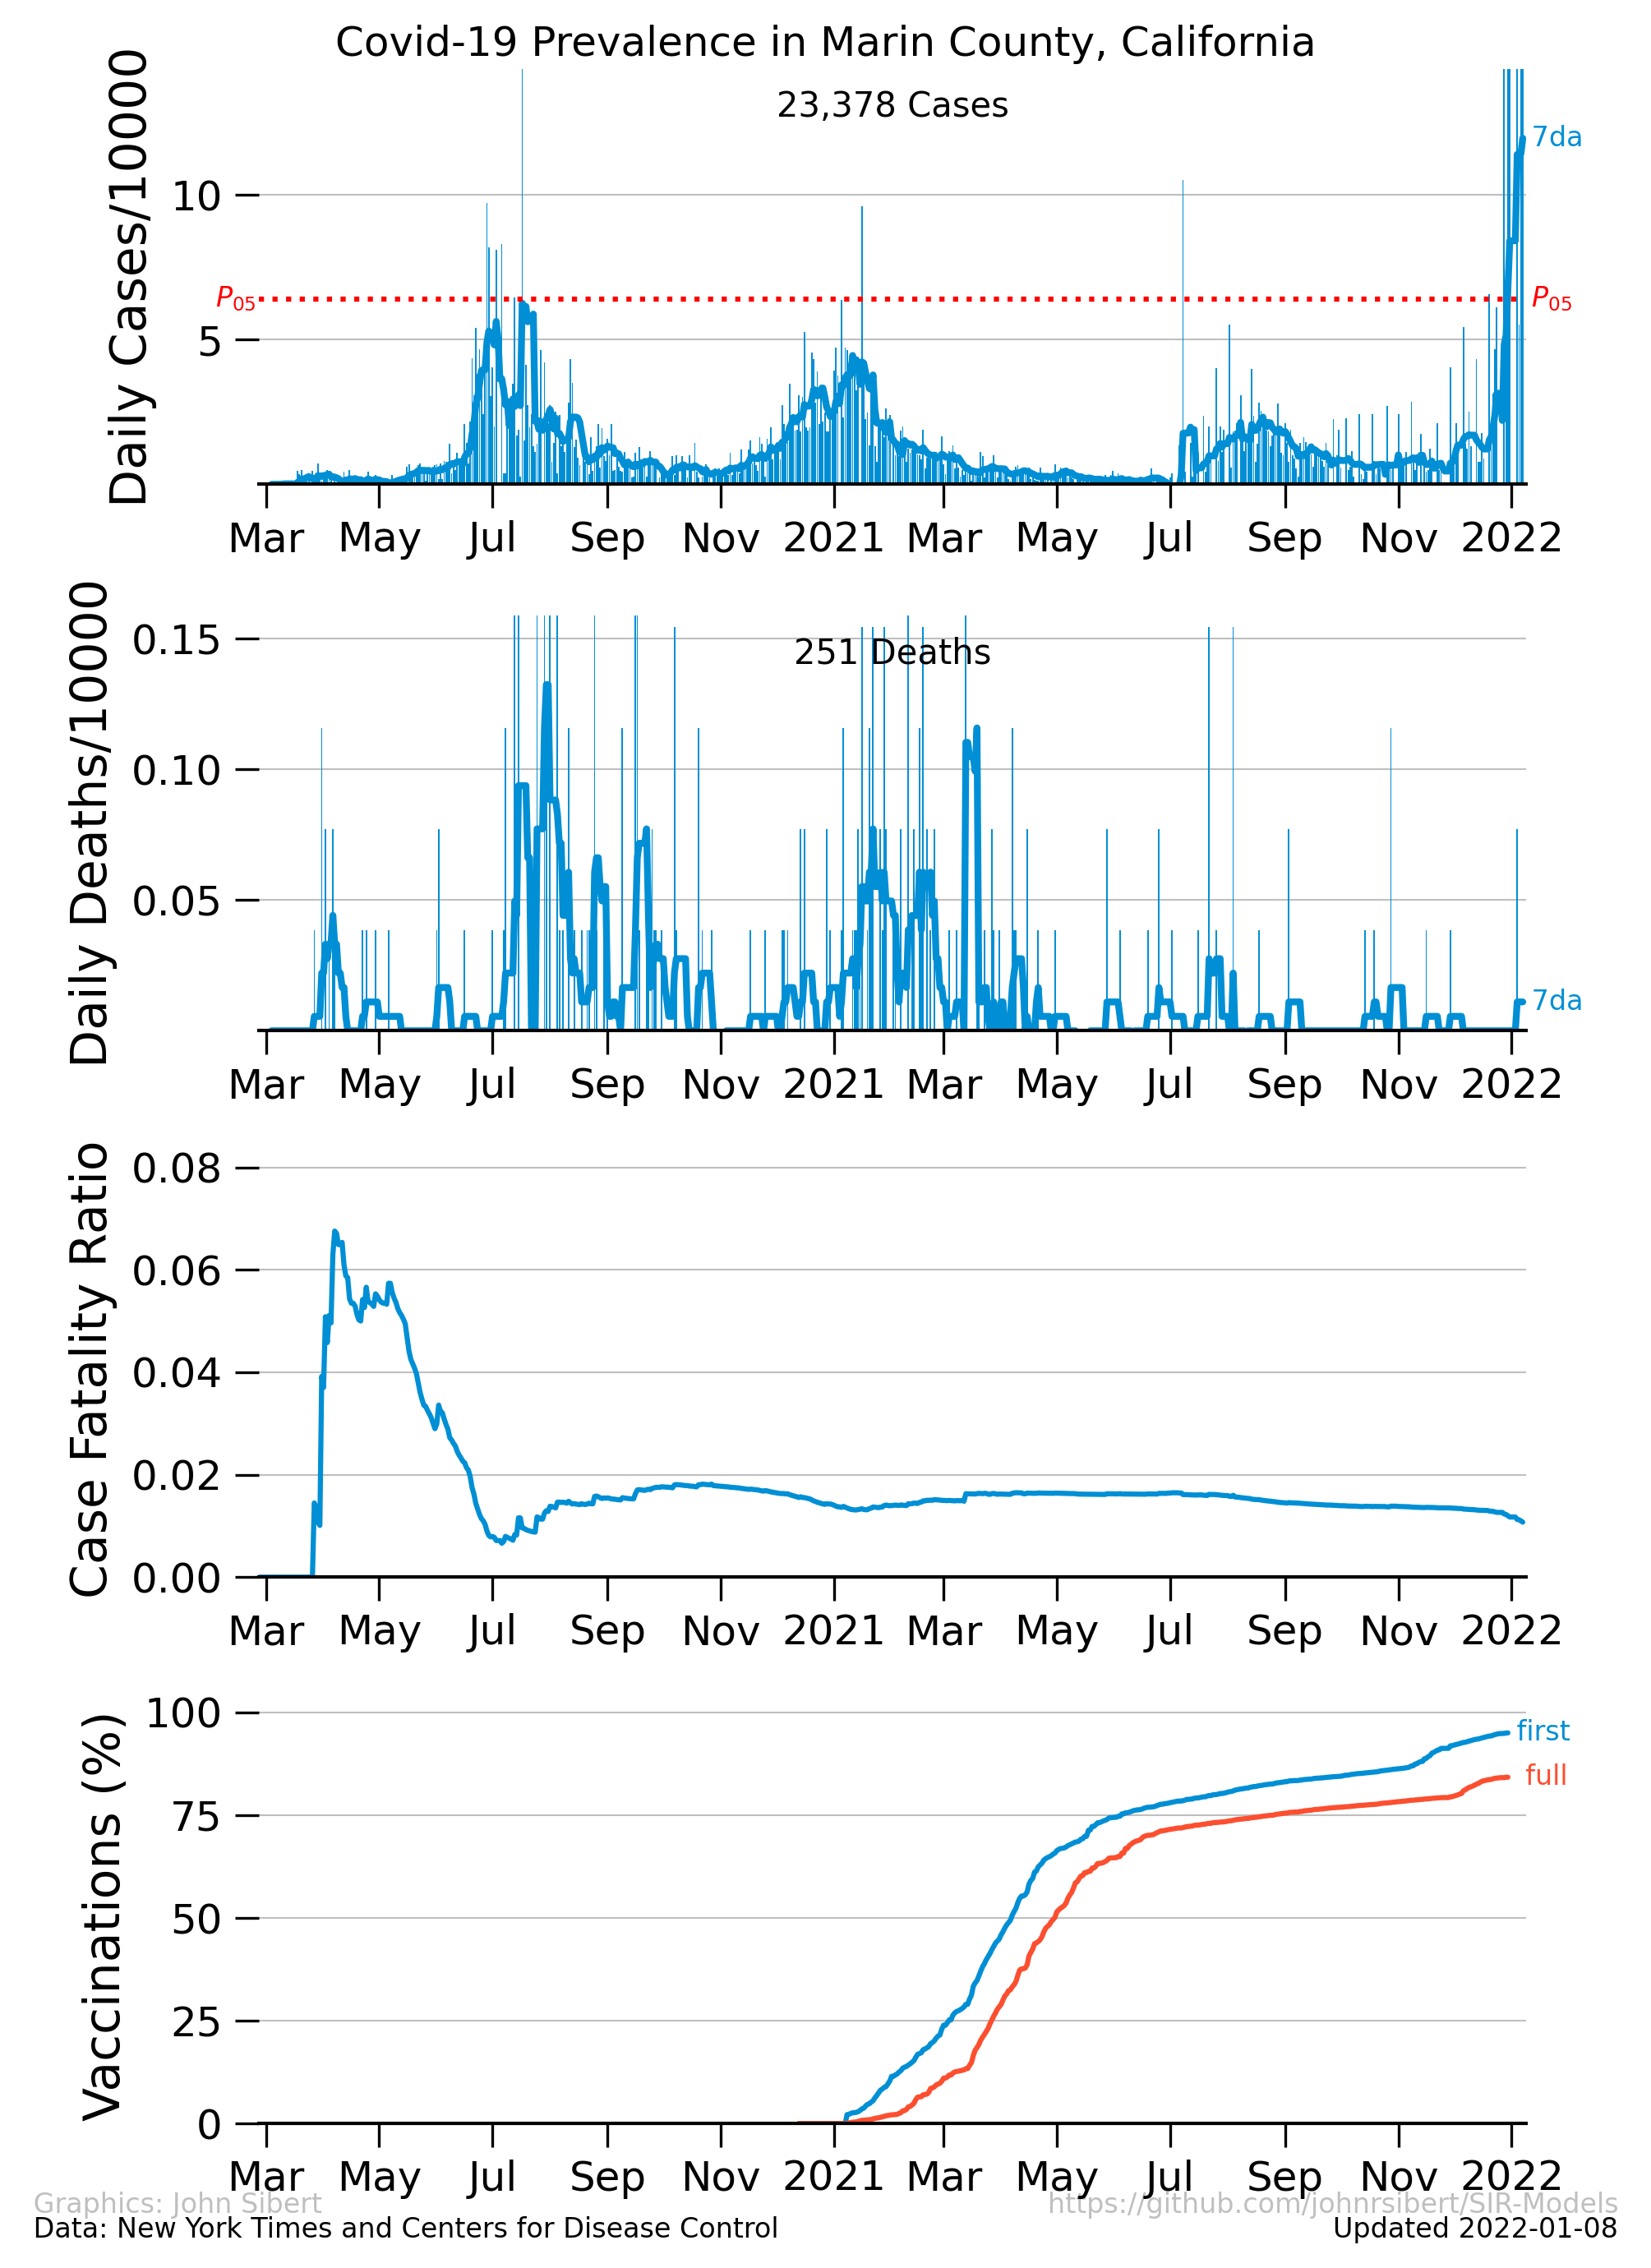 Covid-19 Prevalence in Marin County, California
23,378 Cases
Daily Cases/10000
10
5
P05
P05
7da
Mar May Jul Sep Nov 2021 Mar May Jul Sep Nov 2022
251 Deaths
Daily Deaths/10000
0.15
0.10
0.05
7da
Mar May Jul Sep Nov 2021 Mar May Jul Sep Nov 2022
Case Fatality Ratio
0.08
0.06
0.04
0.02
0.00
Mar May Jul Sep Nov 2021 Mar May Jul Sep Nov 2022
Vaccinations (%)
100
75
50
25
0
first
full
Mar May Jul Sep Nov 2021 Mar May Jul Sep Nov 2022
Graphics: John Sibert
https://github.com/johnrsibert/SIR-Models
Data: New York Times and Centers for Disease Control
Updated 2022-01-08